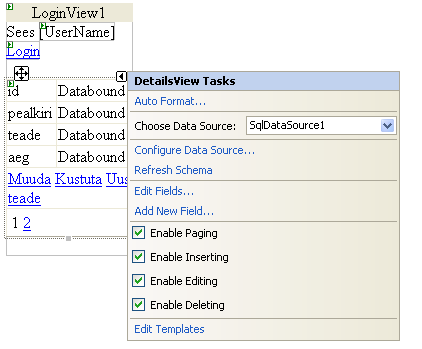 LoginView1
Sees [UserName]
Login
DetailsView Tasks
id Databound
pealkiri Databound
teade Databound
aeg Databound
Muuda Kustuta Uus
teade
1 2
Auto Format...
Choose Data Source: SqlDataSource1
Configure Data Source...
Refresh Schema
Edit Fields...
Add New Field...
Enable Paging
Enable Inserting
Enable Editing
Enable Deleting
Edit Templates